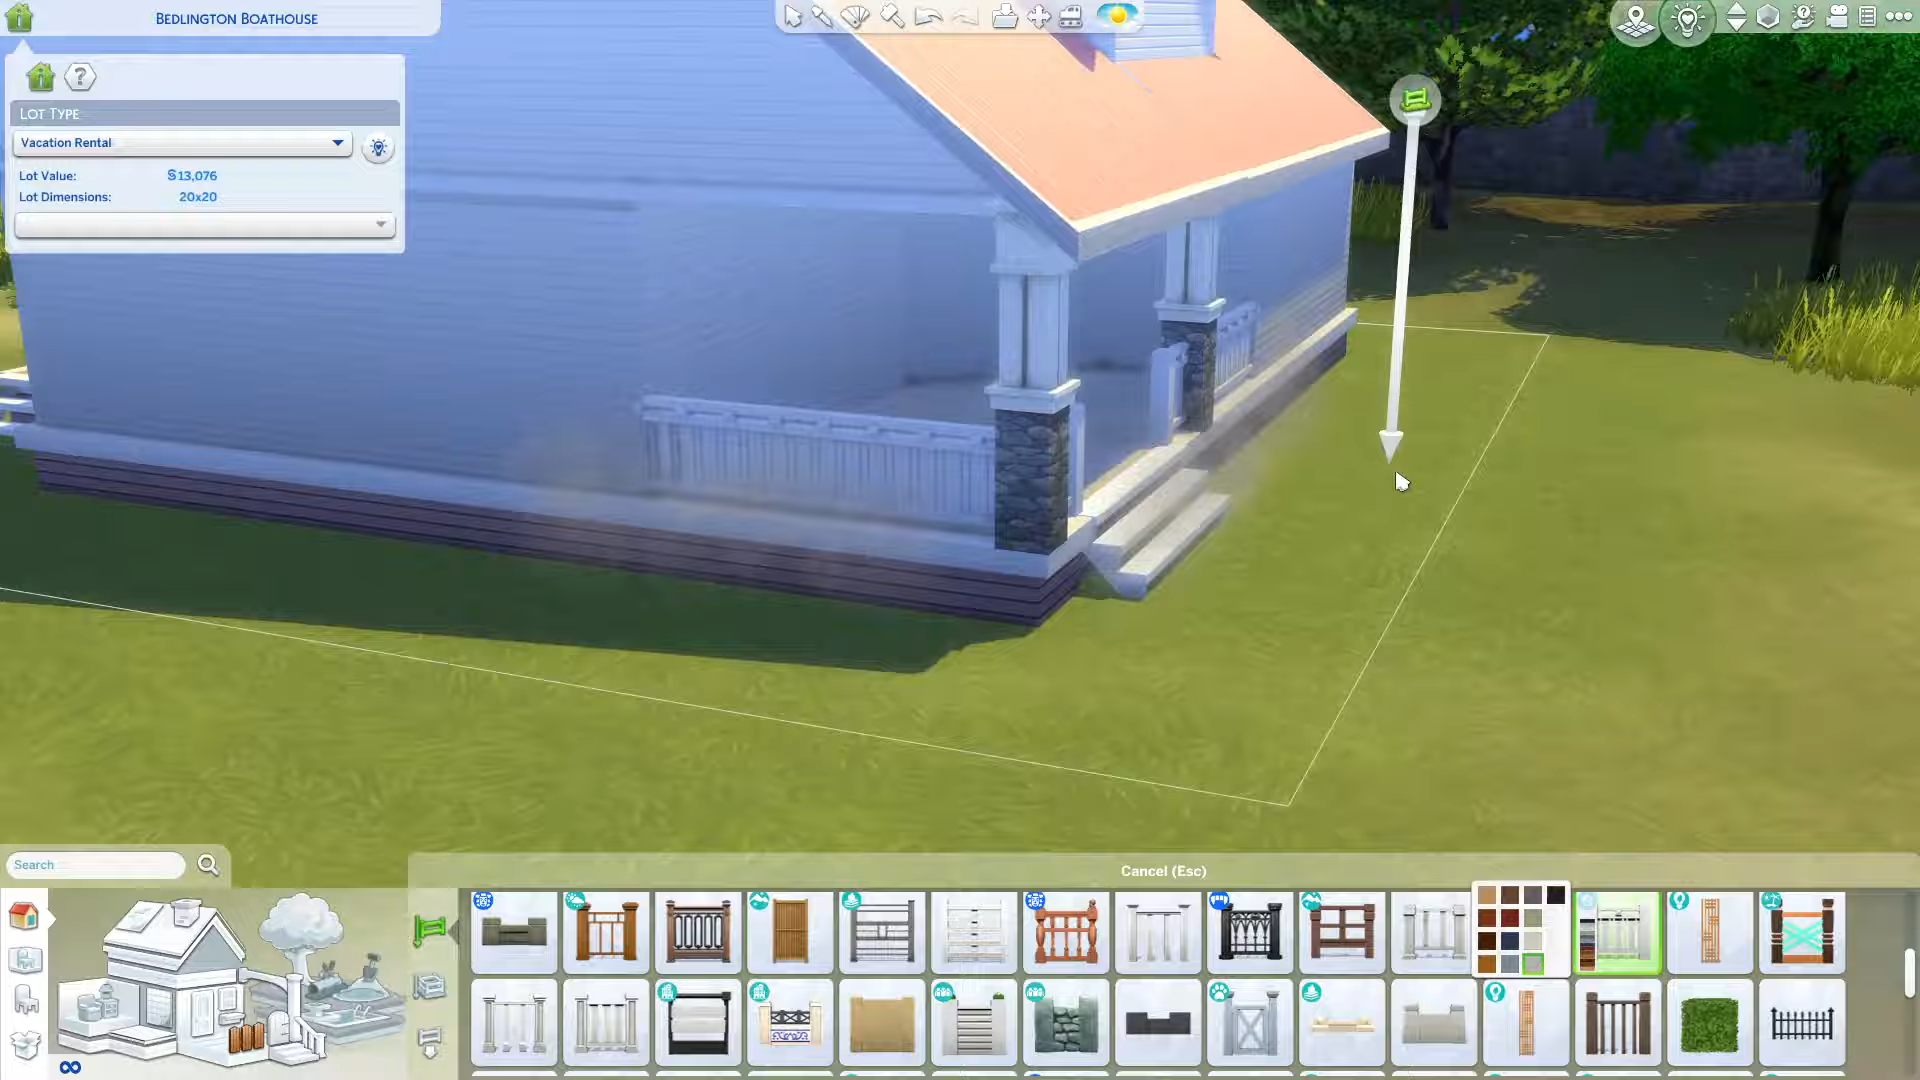 BEDLINGTON BOATHOUSE
LOT TYPE
Vacation Rental
Lot Value: §13,076
Lot Dimensions: 20x20
Search
Cancel (Esc)